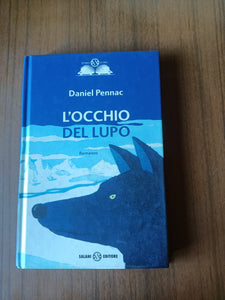 Daniel Pennac
L'OCCHIO
DEL LUPO
Romanzo
SALANI EDITORE